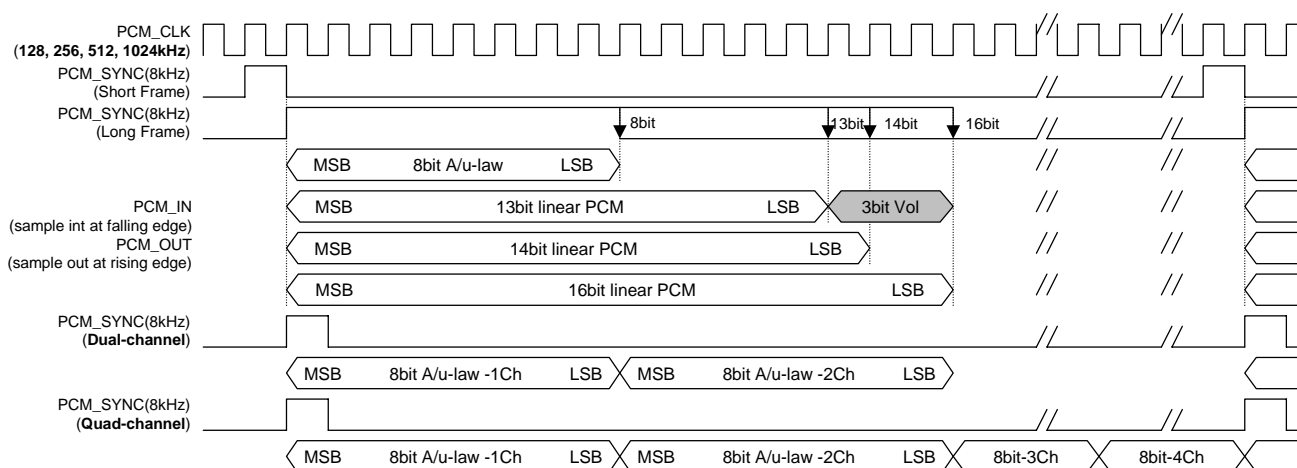 PCM_CLK
(128, 256, 512, 1024kHz)
PCM_SYNC(8kHz)
(Short Frame)
PCM_SYNC(8kHz)
(Long Frame)
8bit 13bit 14bit 16bit
MSB 8bit A/u-law LSB
PCM_IN
(sample int at falling edge)
MSB 13bit linear PCM LSB 3bit Vol
PCM_OUT
(sample out at rising edge)
MSB 14bit linear PCM LSB
MSB 16bit linear PCM LSB
PCM_SYNC(8kHz)
(Dual-channel)
MSB 8bit A/u-law -1Ch LSB MSB 8bit A/u-law -2Ch LSB
PCM_SYNC(8kHz)
(Quad-channel)
MSB 8bit A/u-law -1Ch LSB MSB 8bit A/u-law -2Ch LSB 8bit-3Ch 8bit-4Ch